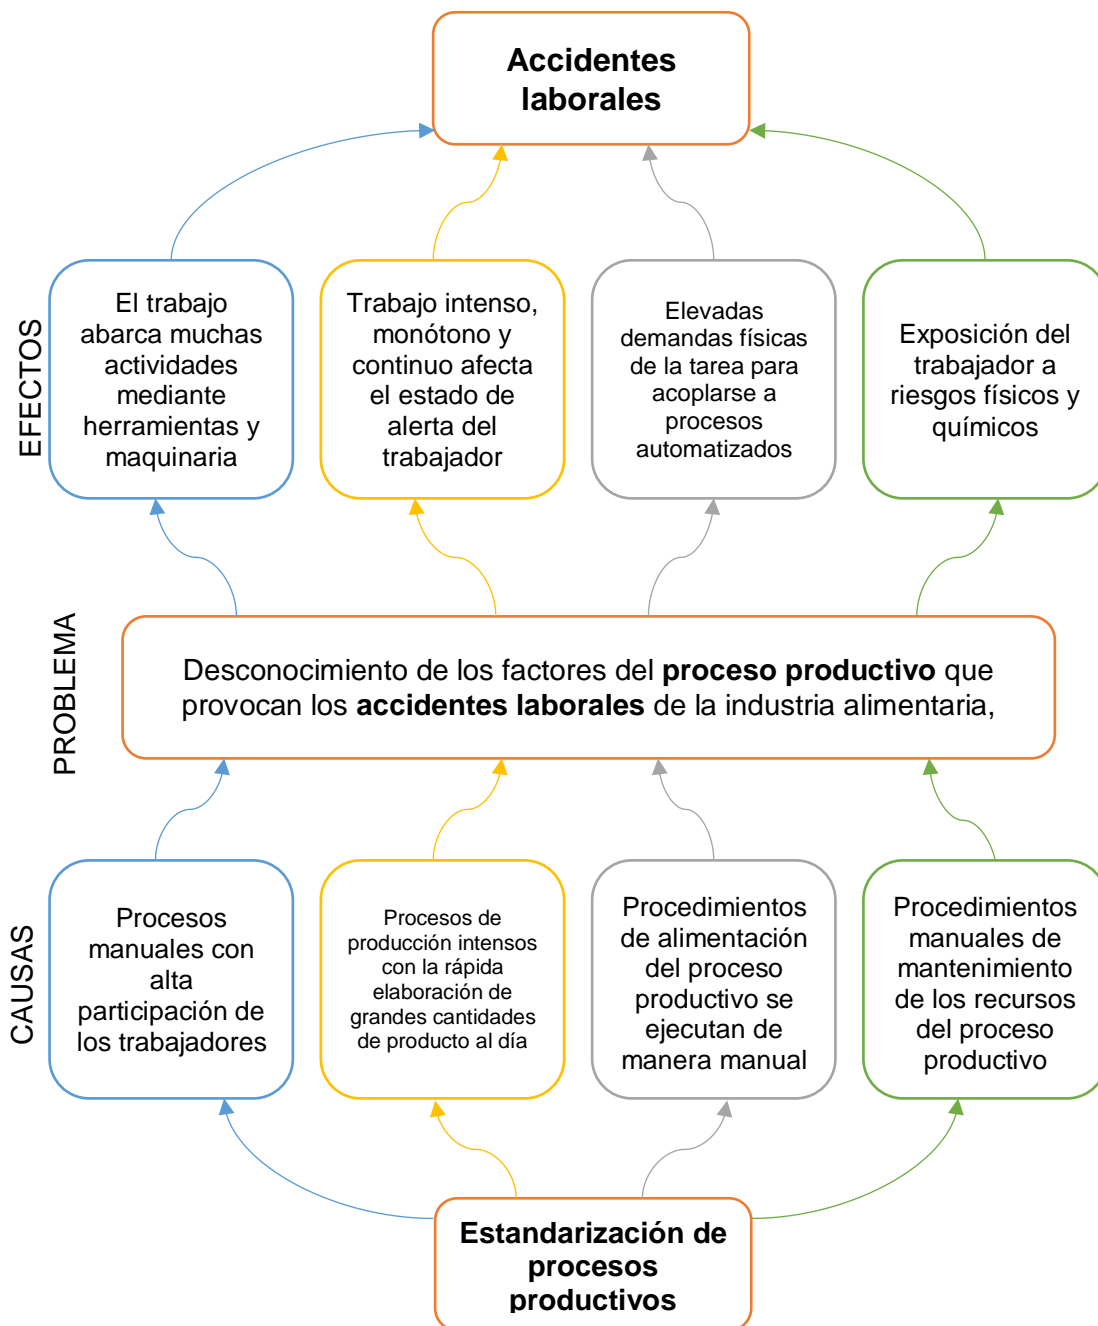 Accidentes
laborales
EFECTOS
El trabajo
abarca muchas
actividades
mediante
herramientas y
maquinaria
Trabajo intenso,
monótono y
continuo afecta
el estado de
alerta del
trabajador
Elevadas
demandas físicas
de la tarea para
acoplarse a
procesos
automatizados
Exposición del
trabajador a
riesgos físicos y
químicos
PROBLEMA
Desconocimiento de los factores del proceso productivo que
provocan los accidentes laborales de la industria alimentaria,
CAUSAS
Procesos
manuales con
alta
participación de
los trabajadores
Procesos de
producción intensos
con la rápida
elaboración de
grandes cantidades
de producto al día
Procedimientos
de alimentación
del proceso
productivo se
ejecutan de
manera manual
Procedimientos
manuales de
mantenimiento
de los recursos
del proceso
productivo
Estandarización de
procesos
productivos